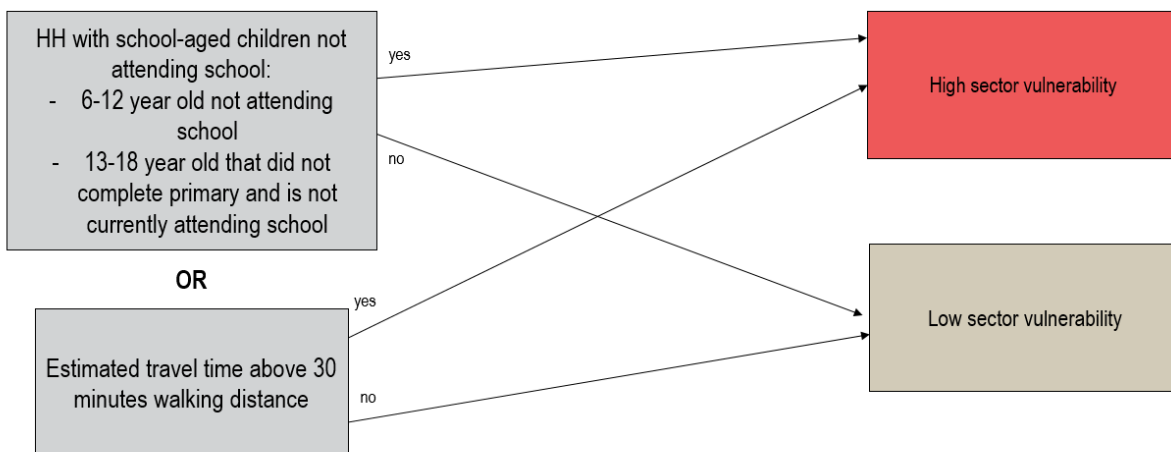 HH with school-aged children not
attending school:
- 6-12 year old not attending
school
- 13-18 year old that did not
complete primary and is not
currently attending school
yes
no
High sector vulnerability
OR
yes
Estimated travel time above 30
minutes walking distance
no
Low sector vulnerability